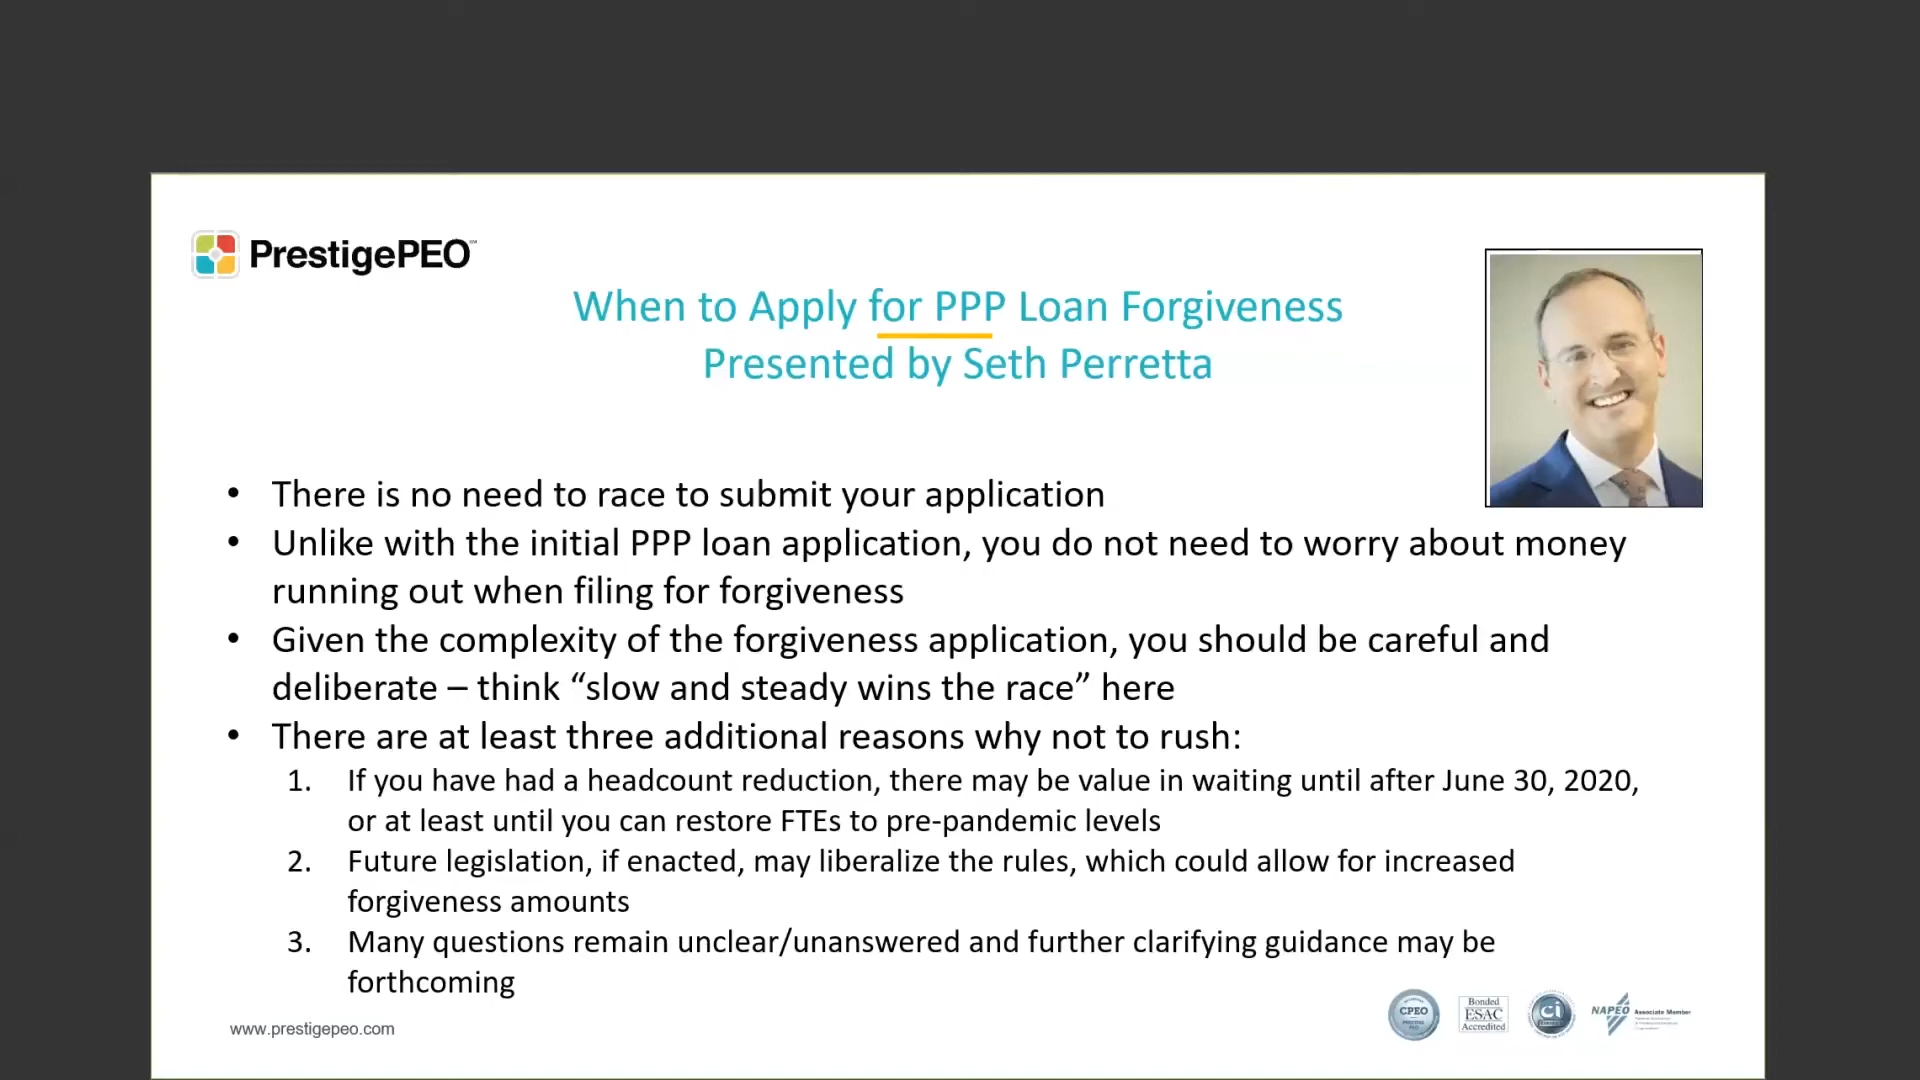 PrestigePEO™
When to Apply for PPP Loan Forgiveness
Presented by Seth Perretta
• There is no need to race to submit your application
• Unlike with the initial PPP loan application, you do not need to worry about money
running out when filing for forgiveness
• Given the complexity of the forgiveness application, you should be careful and
deliberate – think “slow and steady wins the race” here
• There are at least three additional reasons why not to rush:
1. If you have had a headcount reduction, there may be value in waiting until after June 30, 2020,
or at least until you can restore FTEs to pre-pandemic levels
2. Future legislation, if enacted, may liberalize the rules, which could allow for increased
forgiveness amounts
3. Many questions remain unclear/unanswered and further clarifying guidance may be
forthcoming
www.prestigepeo.com
CPEO
Bonded
ESAC
Accredited
ci
NAPEO Associate Member